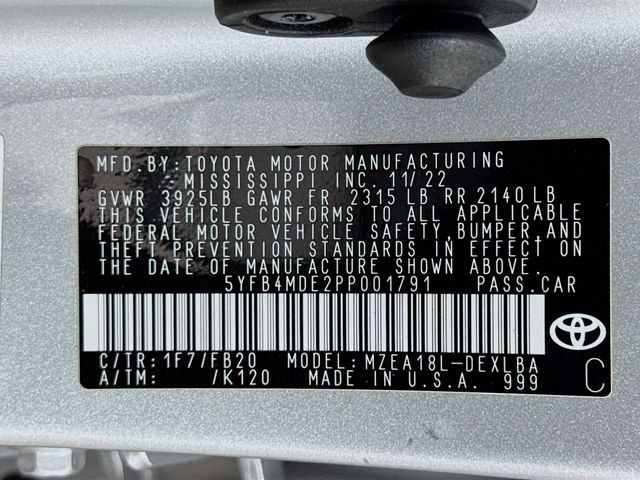 MFD.BY:TOYOTA MOTOR MANUFACTURING
MISSISSIPPI, INC. 11/22
GVWR 3925LB GAWR FR 2315 LB RR 2140LB
THIS VEHICLE CONFORMS TO ALL APPLICABLE
FEDERAL MOTOR VEHICLE SAFETY, BUMPER, AND
THEFT PREVENTION STANDARDS IN EFFECT ON
THE DATE OF MANUFACTURE SHOWN ABOVE.
5YFB4MDE2PP001791 PASS.CAR
C/TR: 1F7/FB20 MODEL: MZEA18L-DEXLBA
A/TM: /K120 MADE IN U.S.A. 999
C